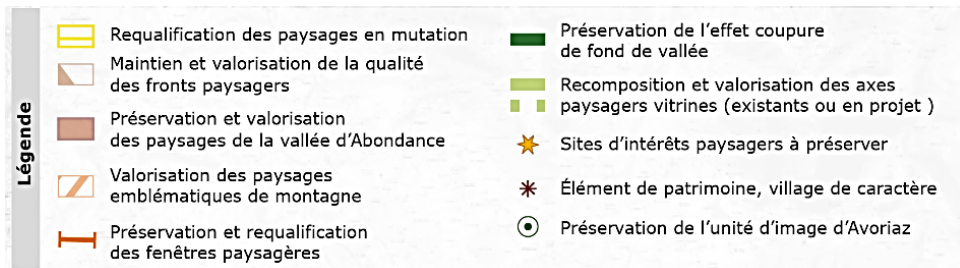 Légende
Requalification des paysages en mutation
Maintien et valorisation de la qualité
des fronts paysagers
Préservation et valorisation
des paysages de la vallée d'Abondance
Valorisation des paysages
emblématiques de montagne
Préservation et requalification
des fenêtres paysagères
Préservation de l'effet coupure
de fond de vallée
Recomposition et valorisation des axes
paysagers vitrines (existants ou en projet )
Sites d'intérêts paysagers à préserver
Élément de patrimoine, village de caractère
Préservation de l'unité d'image d'Avoriaz